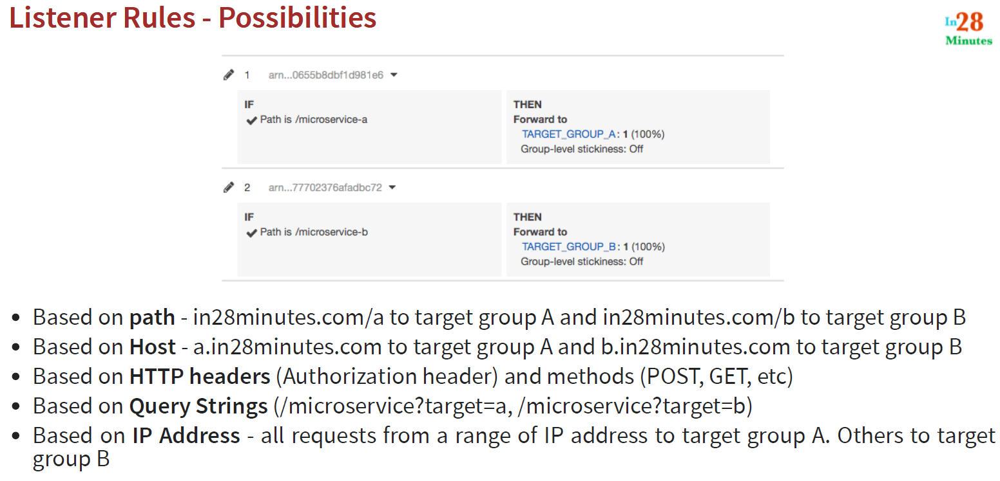 Listener Rules - Possibilities
In28
Minutes
1 arn...0655b8dbf1d981e6
IF
Path is /microservice-a
THEN
Forward to
TARGET_GROUP_A: 1 (100%)
Group-level stickiness: Off
2 arn...77702376afadbc72
IF
Path is /microservice-b
THEN
Forward to
TARGET_GROUP_B: 1 (100%)
Group-level stickiness: Off
• Based on path - in28minutes.com/a to target group A and in28minutes.com/b to target group B
• Based on Host - a.in28minutes.com to target group A and b.in28minutes.com to target group B
• Based on HTTP headers (Authorization header) and methods (POST, GET, etc)
• Based on Query Strings (/microservice?target=a, /microservice?target=b)
• Based on IP Address - all requests from a range of IP address to target group A. Others to target
group B